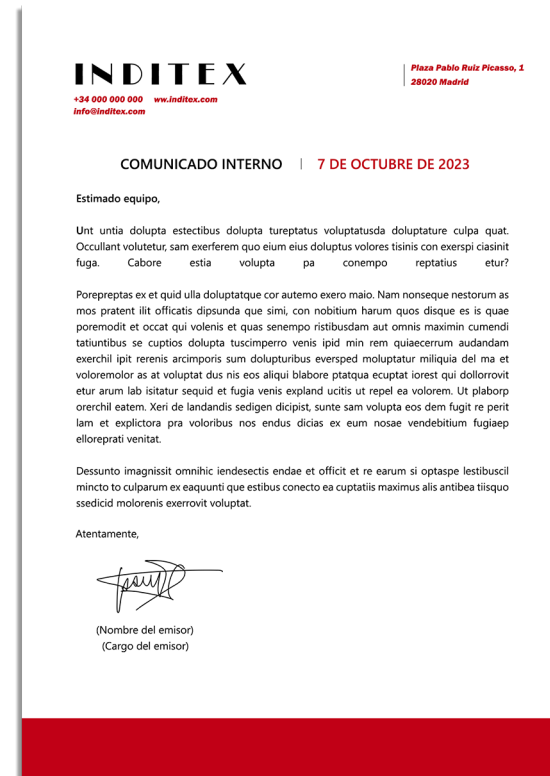 INDITEX
+34 000 000 000 ww.inditex.com
info@inditex.com
Plaza Pablo Ruiz Picasso, 1
28020 Madrid
COMUNICADO INTERNO | 7 DE OCTUBRE DE 2023
Estimado equipo,
Unt untia dolupta estectibus dolupta tureptatus voluptatusda doluptature culpa quat.
Occullant volutetur, sam exerferem quo eium eius doluptus volores tisinis con exerspi ciasinit
fuga. Cabore estia volupta pa conempo reptatius etur?
Porepreptas ex et quid ulla doluptatque cor autemo exero maio. Nam nonseque nestorum as
mos pratent ilit officatis dipsunda que simi, con nobitium harum quos disque es is quae
poremodit et occat qui volenis et quas senempo ristibusdam aut omnis maximin cumendi
tatiuntibus se cuptios dolupta tuscimperro venis ipid min rem quiaecerrum audandam
exerchil ipit rerenis arcimporis sum dolupturibus eversped moluptatur miliquia del ma et
voloremolor as at voluptat dus nis eos aliqui blabore ptatqua ecuptat iorest qui dollorrovit
etur arum lab isitatur sequid et fugia venis expland ucitis ut repel ea volorem. Ut plaborp
orerchil eatem. Xeri de landandis sedigen dicipist, sunte sam volupta eos dem fugit re perit
lam et explictora pra voloribus nos endus dicias ex eum nosae vendebitium fugiaep
elloreprati venitat.
Dessunto imagnissit omnihic iendesectis endae et officit et re earum si optaspe lestibuscil
mincto to culparum ex eaquunti que estibus conecto ea cuptatiis maximus alis antibea tiisquo
ssedicid molorenis exerrovit voluptat.
Atentamente,
(Nombre del emisor)
(Cargo del emisor)